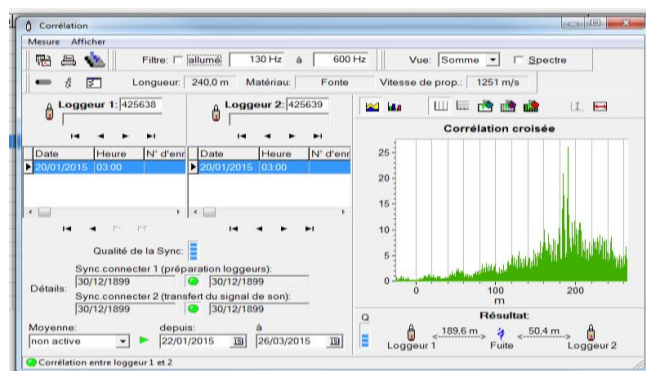 Corrélation
Mesure Afficher
Filtre: allumé 130 Hz à 600 Hz Vue: Somme Spectre
Longueur: 240,0 m Matériau: Fonte Vitesse de prop.: 1251 m/s
Loggeur 1: 425638 Loggeur 2: 425639
Date Heure N° d'enr Date Heure N° d'enr
20/01/2015 03:00 20/01/2015 03:00
Qualité de la Sync:
Sync.connecter 1 (préparation loggeurs):
Détails: 30/12/1899 30/12/1899
Sync.connecter 2 (transfert du signal de son):
30/12/1899 30/12/1899
Moyenne: depuis: à
non active 22/01/2015 26/03/2015
Corrélation entre loggeur 1 et 2
Corrélation croisée
25
20
15
10
5
0
0 100 200
m
Q Résultat:
189,6 m 50,4 m
Loggeur 1 Fuite Loggeur 2